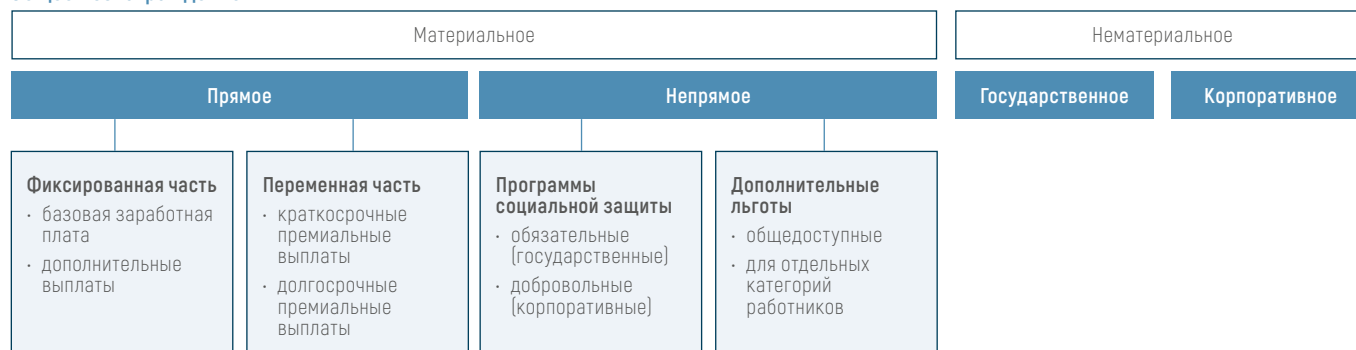 Материальное
Нематериальное
Прямое
Непрямое
Государственное
Корпоративное
Фиксированная часть
· базовая заработная
плата
· дополнительные
выплаты
Переменная часть
· краткосрочные
премиальные
выплаты
· долгосрочные
премиальные
выплаты
Программы
социальной защиты
· обязательные
(государственные)
· добровольные
(корпоративные)
Дополнительные
льготы
· общедоступные
· для отдельных
категорий
работников